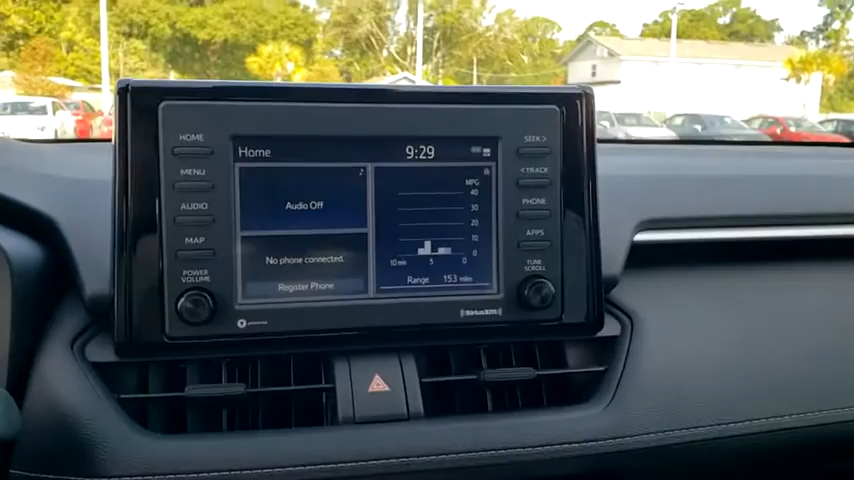 HOME
MENU
AUDIO
MAP
POWER
VOLUME
Home
9:29
Audio Off
No phone connected.
Register Phone
MPG
40
30
20
10
0
10 min
5
0
Range
153 miles
SEEK >
< TRACK
PHONE
APPS
TUNE
SCROLL
SiriusXM